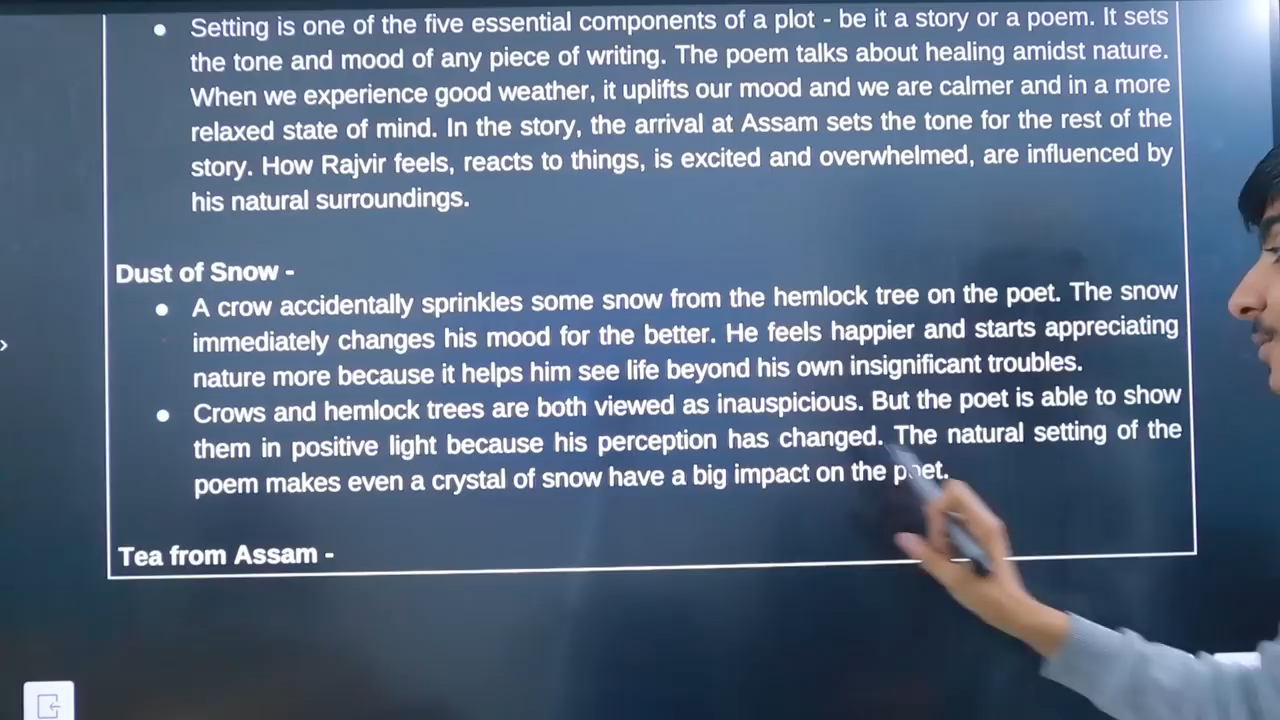 ● Setting is one of the five essential components of a plot - be it a story or a poem. It sets
the tone and mood of any piece of writing. The poem talks about healing amidst nature.
When we experience good weather, it uplifts our mood and we are calmer and in a more
relaxed state of mind. In the story, the arrival at Assam sets the tone for the rest of the
story. How Rajvir feels, reacts to things, is excited and overwhelmed, are influenced by
his natural surroundings.
Dust of Snow -
● A crow accidentally sprinkles some snow from the hemlock tree on the poet. The snow
immediately changes his mood for the better. He feels happier and starts appreciating
nature more because it helps him see life beyond his own insignificant troubles.
● Crows and hemlock trees are both viewed as inauspicious. But the poet is able to show
them in positive light because his perception has changed. The natural setting of the
poem makes even a crystal of snow have a big impact on the poet.
Tea from Assam -